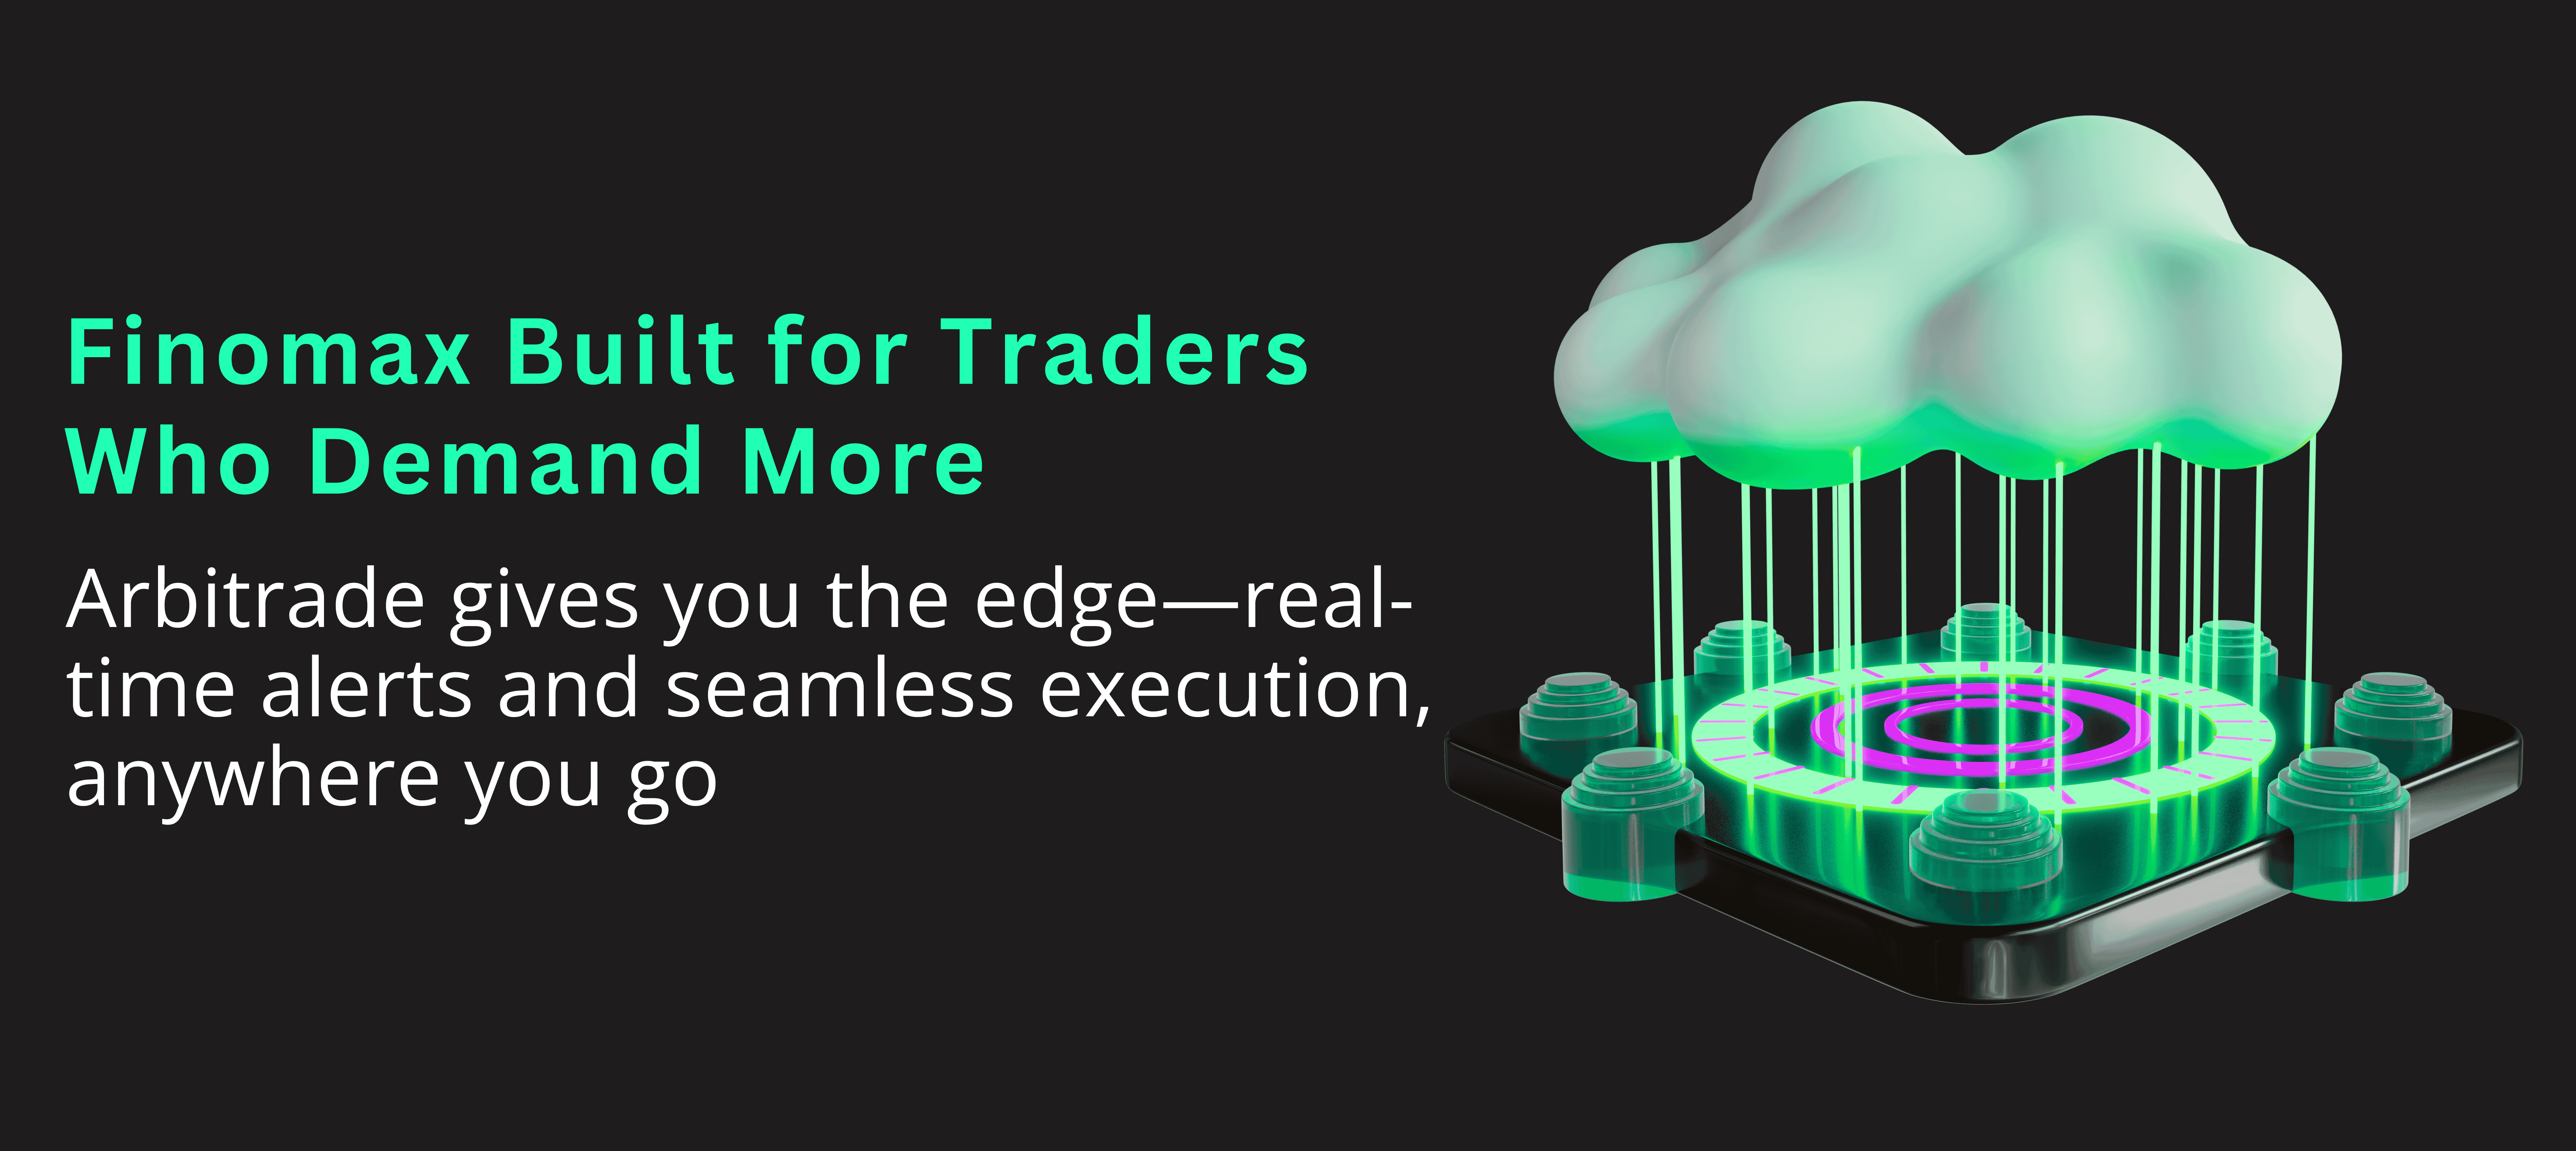 Finomax Built for Traders
Who Demand More
Arbitrade gives you the edge—real-
time alerts and seamless execution,
anywhere you go